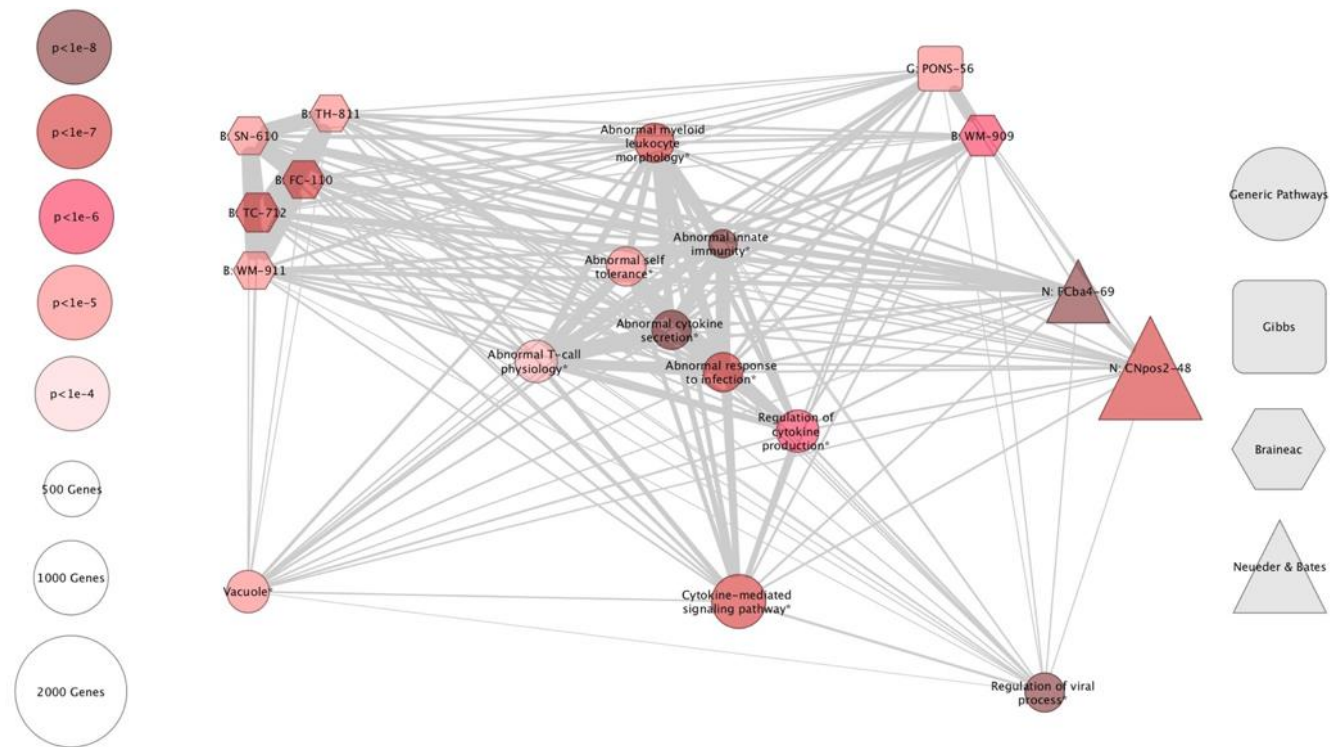 p<1e-8
p<1e-7
p<1e-6
p<1e-5
p<1e-4
500 Genes
1000 Genes
2000 Genes
B: TH-811
B: SN-610
B: FC-110
B: TC-712
B: WM-911
Abnormal myeloid
leukocyte
morphology*
Abnormal innate
immunity*
Abnormal self
tolerance*
Abnormal cytokine
secretion*
Abnormal T-call
physiology*
Abnormal response
to infection*
Regulation of
cytokine
production*
Vacuole*
Cytokine-mediated
signaling pathway*
Regulation of viral
process*
G: PONS-56
B: WM-909
N: FCba4-69
N: CNpos2-48
Generic Pathways
Gibbs
Braineac
Neueder & Bates